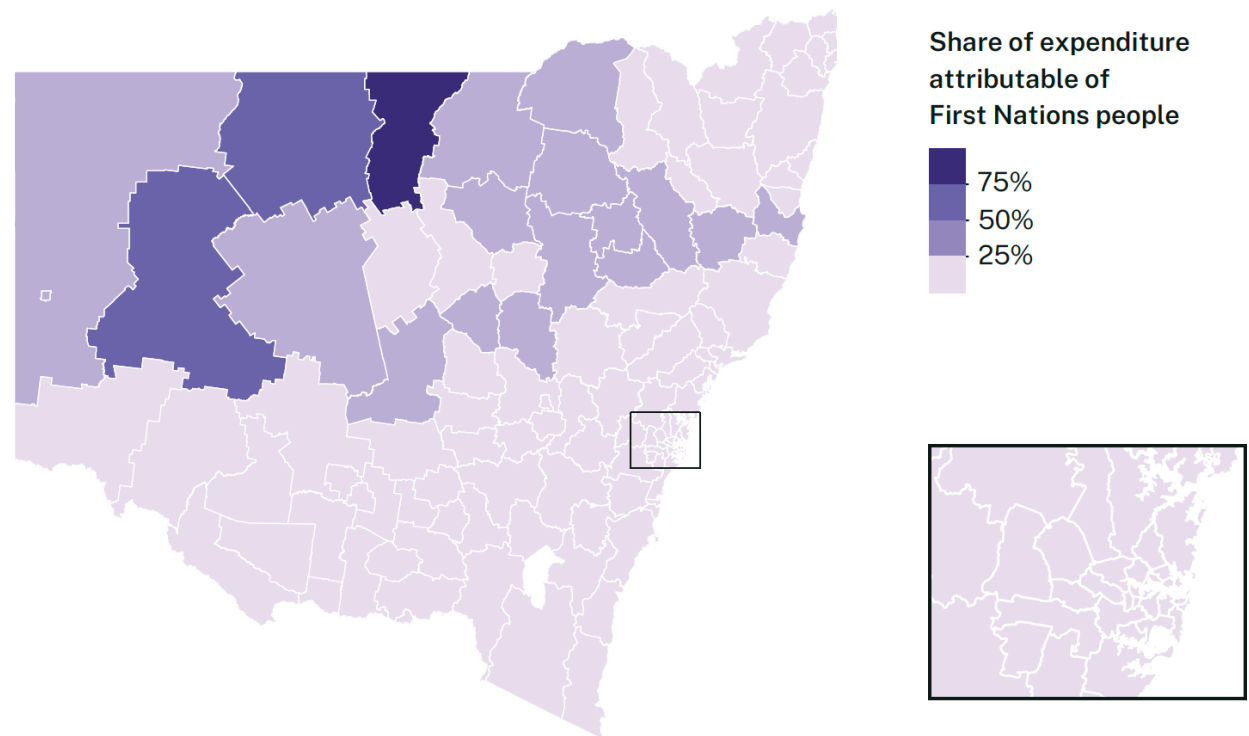 Share of expenditure
attributable of
First Nations people
75%
50%
25%